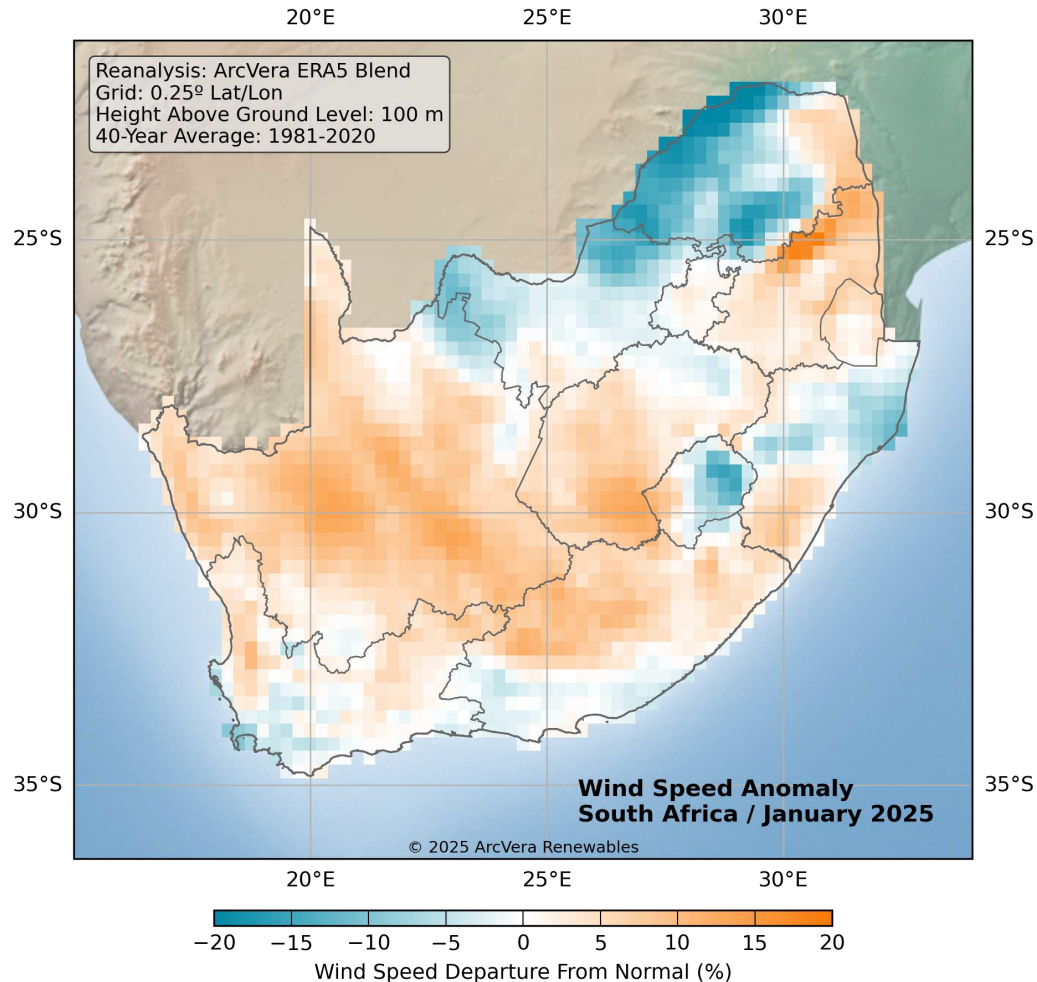 20°E 25°E 30°E
Reanalysis: ArcVera ERA5 Blend
Grid: 0.25º Lat/Lon
Height Above Ground Level: 100 m
40-Year Average: 1981-2020
25°S 25°S
30°S 30°S
35°S 35°S
Wind Speed Anomaly
South Africa / January 2025
© 2025 ArcVera Renewables
20°E 25°E 30°E
−20 −15 −10 −5 0 5 10 15 20
Wind Speed Departure From Normal (%)